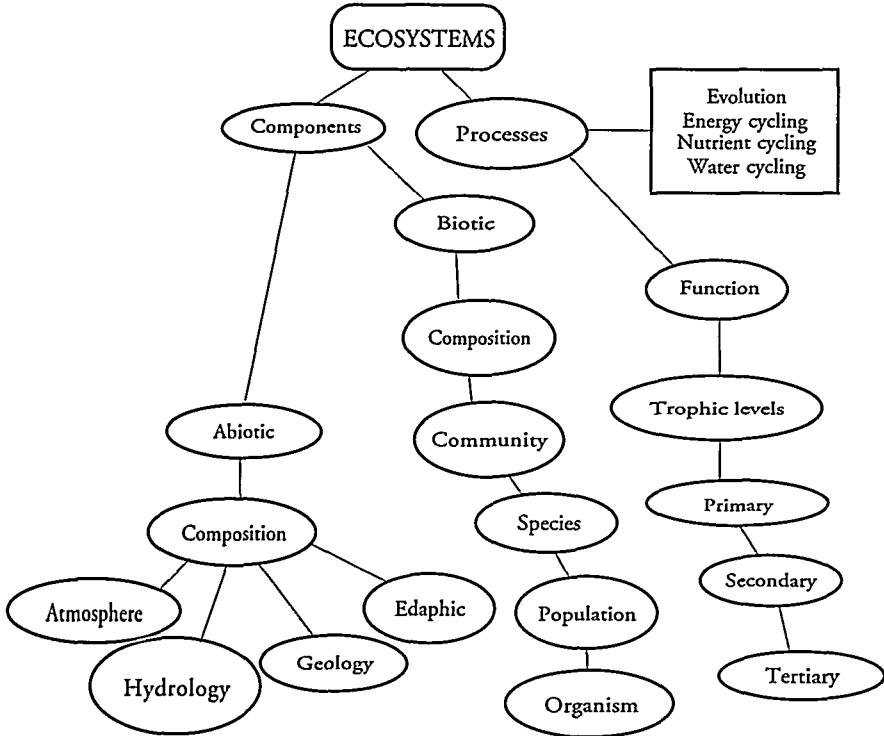 ECOSYSTEMS
Components
Processes
Evolution
Energy cycling
Nutrient cycling
Water cycling
Biotic
Function
Composition
Trophic levels
Abiotic
Community
Primary
Composition
Species
Secondary
Atmosphere
Edaphic
Population
Hydrology
Geology
Tertiary
Organism